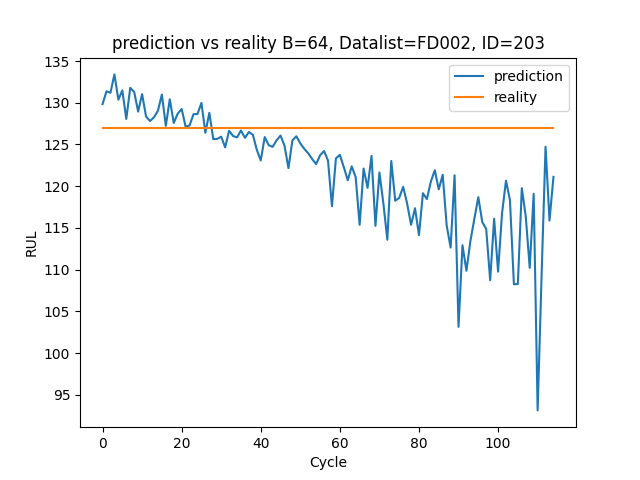 prediction vs reality B=64, Datalist=FD002, ID=203
prediction
reality
135
130
125
120
115
110
105
100
95
RUL
0 20 40 60 80 100
Cycle